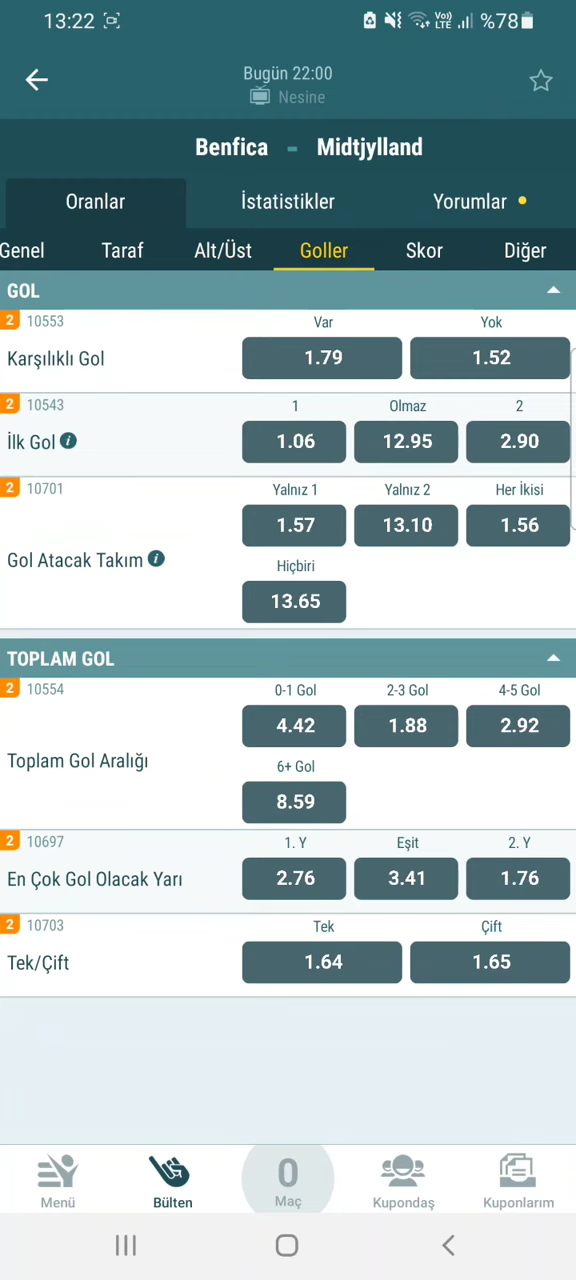 13:22 Vo)) LTE %78
Bugün 22:00
Nesine
Benfica - Midtjylland
Oranlar İstatistikler Yorumlar
Genel Taraf Alt/Üst Goller Skor Diğer
GOL
2 10553 Var Yok
Karşılıklı Gol 1.79 1.52
2 10543 1 Olmaz 2
İlk Gol i 1.06 12.95 2.90
2 10701 Yalnız 1 Yalnız 2 Her İkisi
1.57 13.10 1.56
Gol Atacak Takım i Hiçbiri
13.65
TOPLAM GOL
2 10554 0-1 Gol 2-3 Gol 4-5 Gol
4.42 1.88 2.92
Toplam Gol Aralığı 6+ Gol
8.59
2 10697 1. Y Eşit 2. Y
En Çok Gol Olacak Yarı 2.76 3.41 1.76
2 10703 Tek Çift
Tek/Çift 1.64 1.65
0
Menü Bülten Maç Kupondaş Kuponlarım